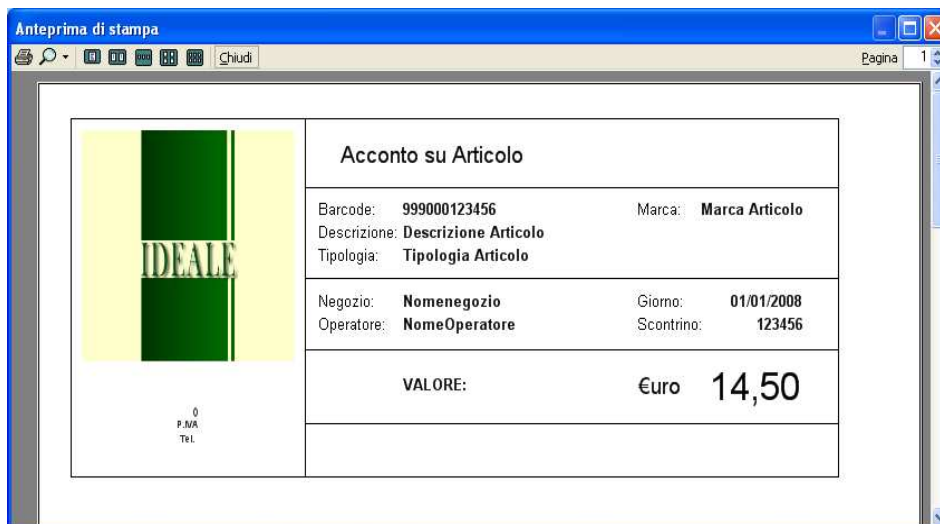 Anteprima di stampa
Chiudi
Pagina 1
Acconto su Articolo
Barcode: 999000123456 Marca: Marca Articolo
Descrizione: Descrizione Articolo
Tipologia: Tipologia Articolo
IDEALE
Negozio: Nomenegozio Giorno: 01/01/2008
Operatore: NomeOperatore Scontrino: 123456
VALORE: €uro 14,50
0
P.IVA
Tel.